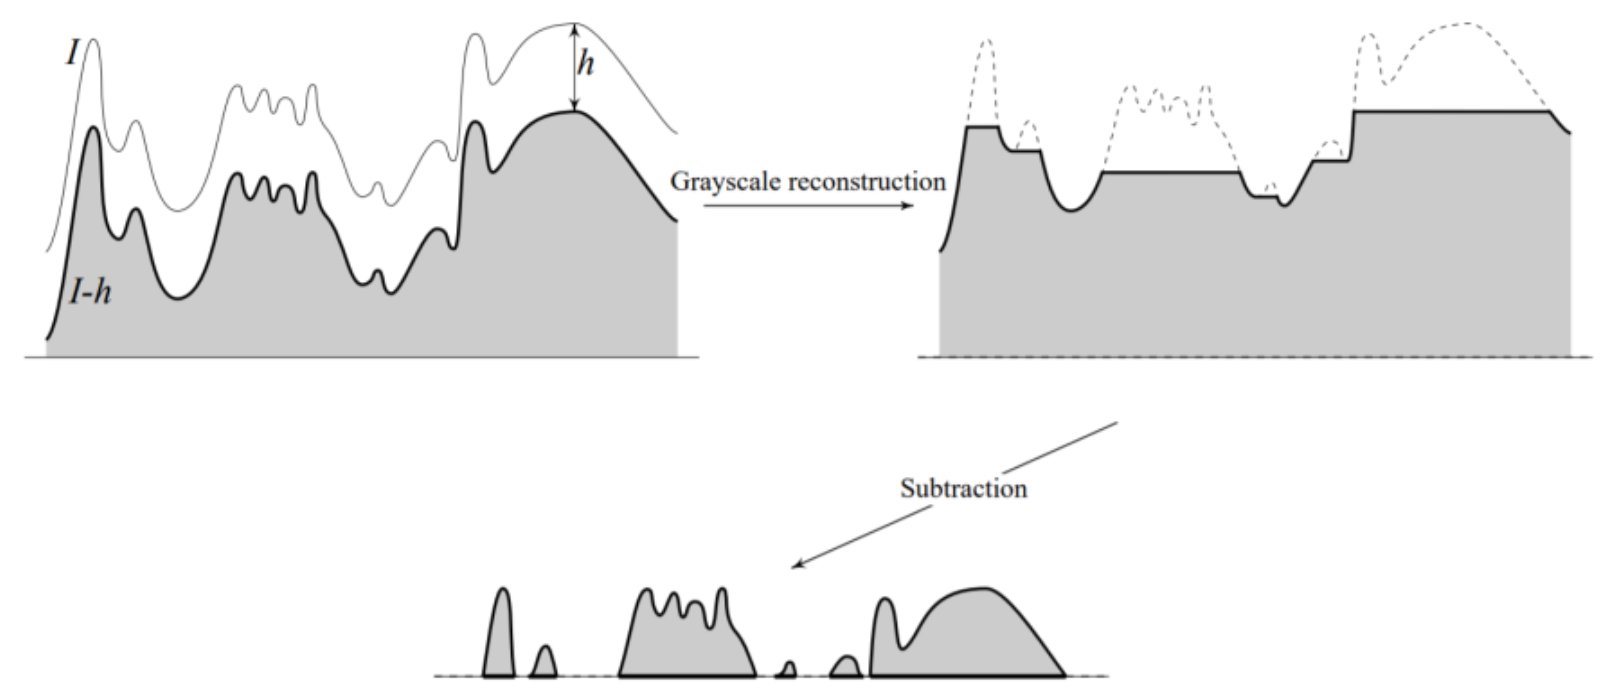 I
h
I-h
Grayscale reconstruction
Subtraction